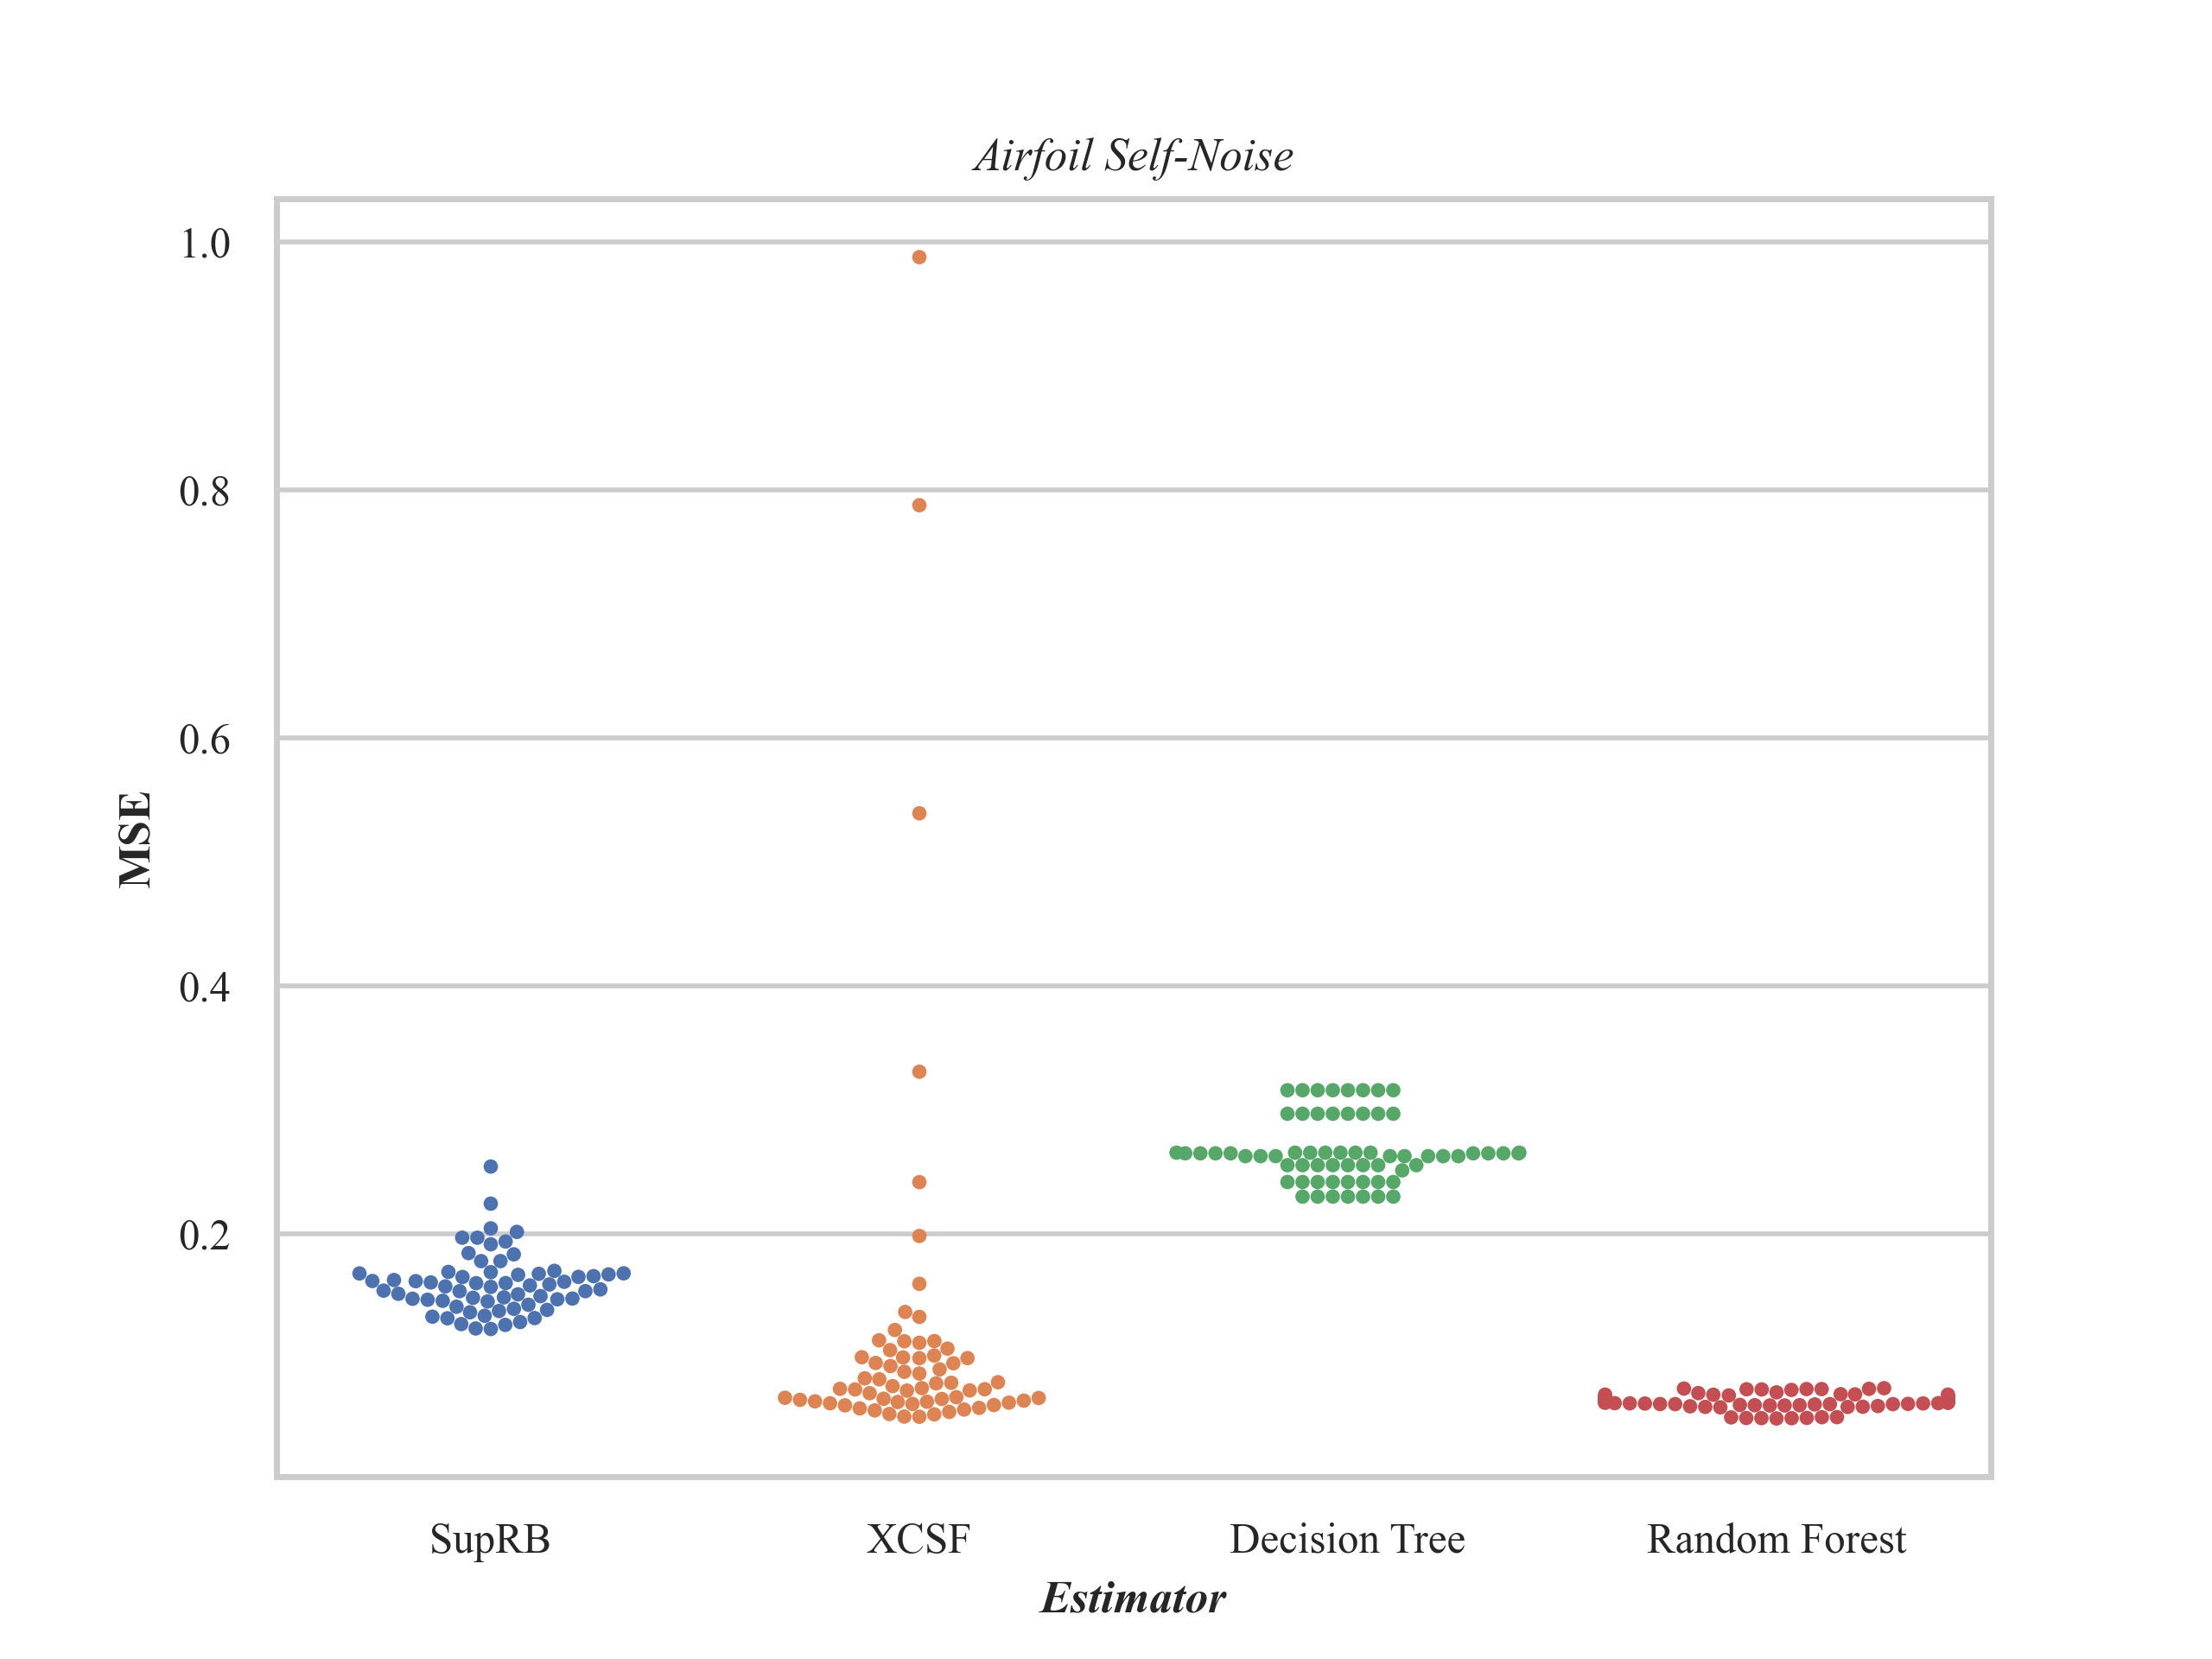 Airfoil Self-Noise
1.0
0.8
0.6
0.4
0.2
MSE
SupRB
XCSF
Decision Tree
Random Forest
Estimator